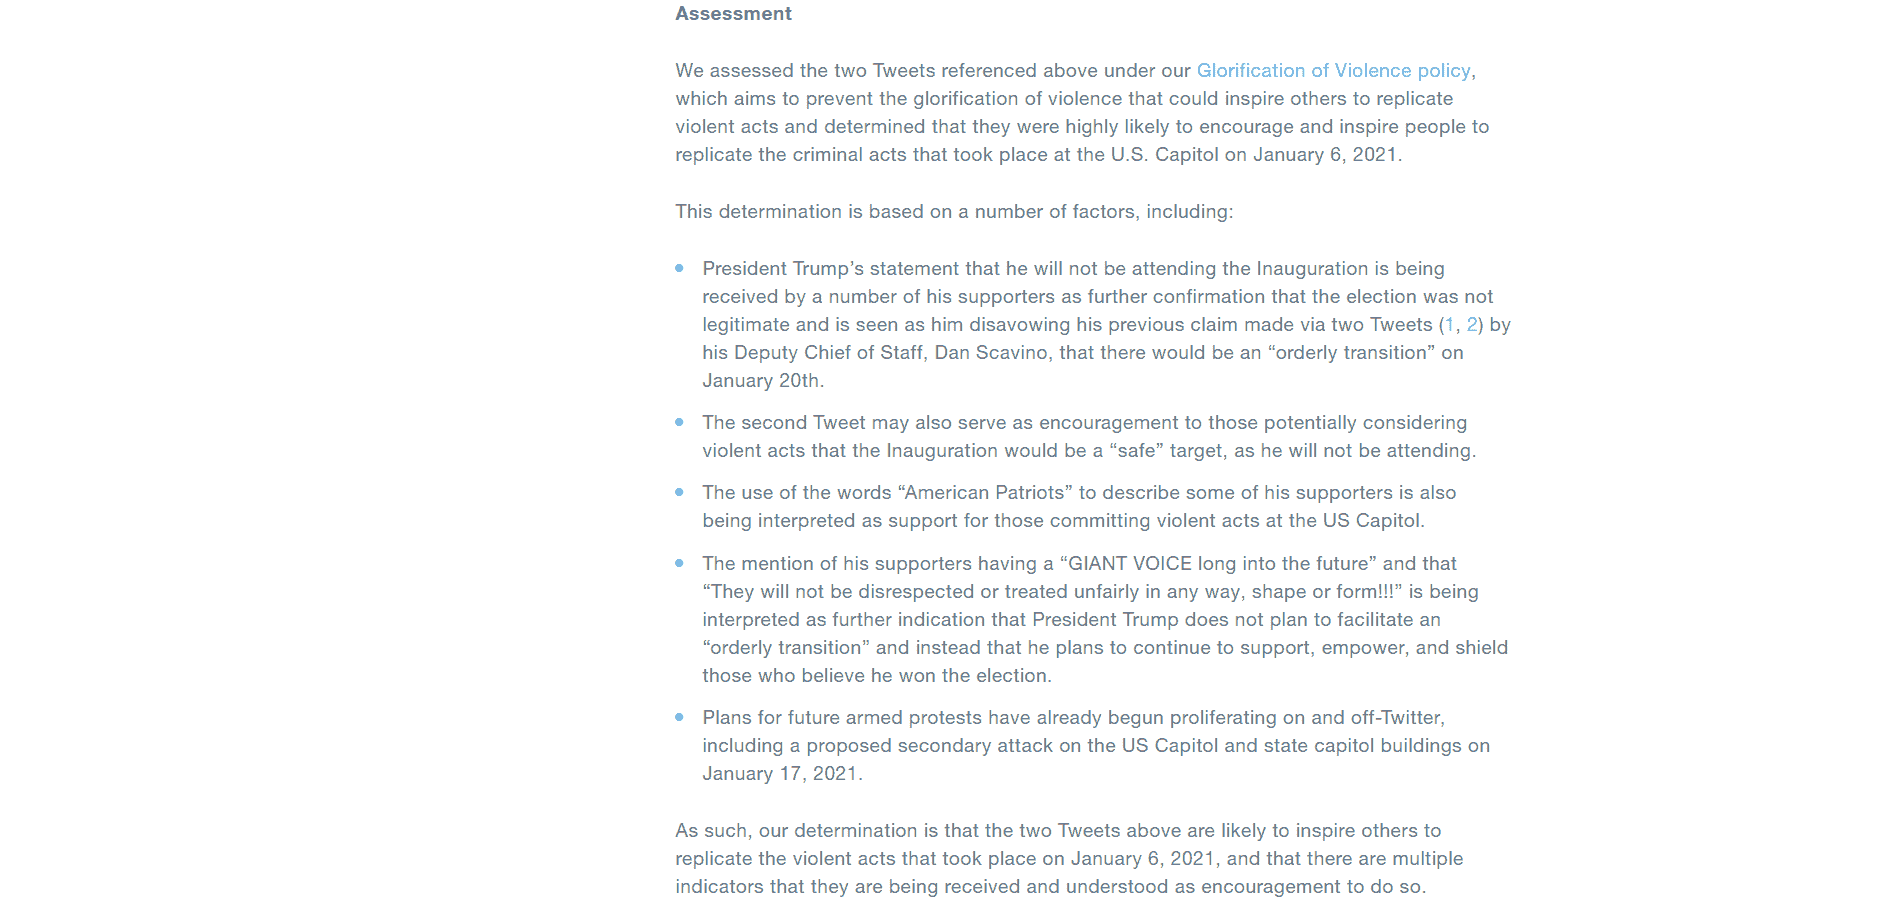 Assessment
We assessed the two Tweets referenced above under our Glorification of Violence policy,
which aims to prevent the glorification of violence that could inspire others to replicate
violent acts and determined that they were highly likely to encourage and inspire people to
replicate the criminal acts that took place at the U.S. Capitol on January 6, 2021.
This determination is based on a number of factors, including:
• President Trump’s statement that he will not be attending the Inauguration is being
received by a number of his supporters as further confirmation that the election was not
legitimate and is seen as him disavowing his previous claim made via two Tweets (1, 2) by
his Deputy Chief of Staff, Dan Scavino, that there would be an “orderly transition” on
January 20th.
• The second Tweet may also serve as encouragement to those potentially considering
violent acts that the Inauguration would be a “safe” target, as he will not be attending.
• The use of the words “American Patriots” to describe some of his supporters is also
being interpreted as support for those committing violent acts at the US Capitol.
• The mention of his supporters having a “GIANT VOICE long into the future” and that
“They will not be disrespected or treated unfairly in any way, shape or form!!!” is being
interpreted as further indication that President Trump does not plan to facilitate an
“orderly transition” and instead that he plans to continue to support, empower, and shield
those who believe he won the election.
• Plans for future armed protests have already begun proliferating on and off-Twitter,
including a proposed secondary attack on the US Capitol and state capitol buildings on
January 17, 2021.
As such, our determination is that the two Tweets above are likely to inspire others to
replicate the violent acts that took place on January 6, 2021, and that there are multiple
indicators that they are being received and understood as encouragement to do so.